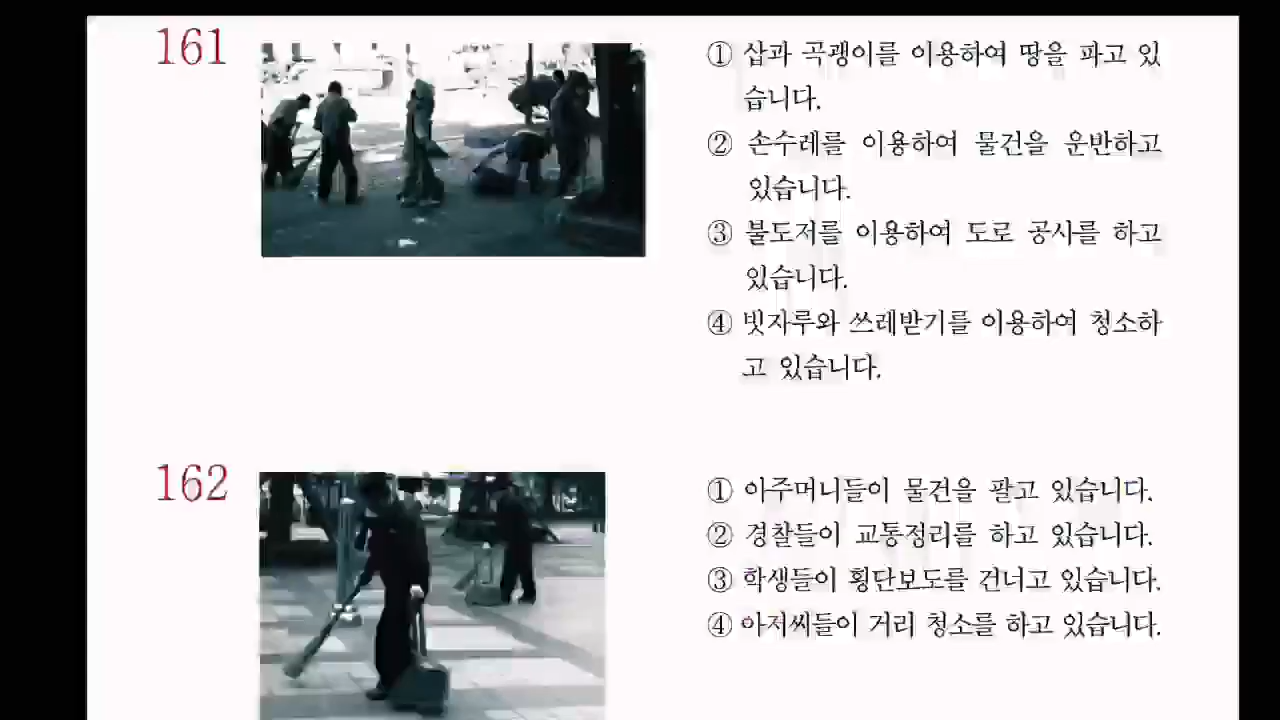 161
① 삽과 곡괭이를 이용하여 땅을 파고 있
습니다.
② 손수레를 이용하여 물건을 운반하고
있습니다.
③ 불도저를 이용하여 도로 공사를 하고
있습니다.
④ 빗자루와 쓰레받기를 이용하여 청소하
고 있습니다.
162
① 아주머니들이 물건을 팔고 있습니다.
② 경찰들이 교통정리를 하고 있습니다.
③ 학생들이 횡단보도를 건너고 있습니다.
④ 아저씨들이 거리 청소를 하고 있습니다.